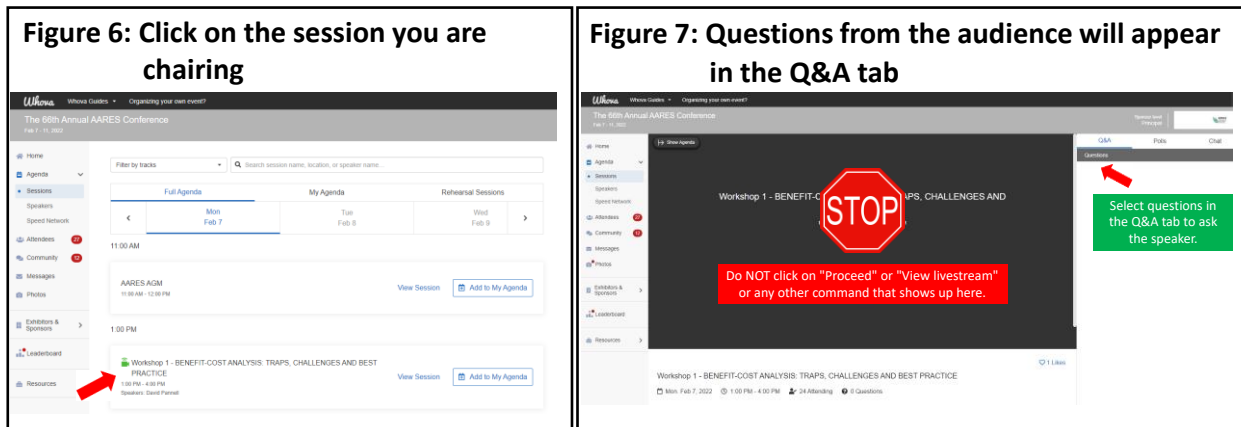 Figure 6: Click on the session you are
chairing
Whova
Whova Guides
Organizing your own event?
The 66th Annual AARES Conference
Feb 7 - 11, 2022
Home
Agenda
Sessions
Speakers
Speed Network
Attendees
27
Community
12
Messages
Photos
Exhibitors &
Sponsors
Leaderboard
Resources
Filter by tracks
Search session name, location, or speaker name...
Full Agenda
My Agenda
Rehearsal Sessions
Mon
Feb 7
Tue
Feb 8
Wed
Feb 9
11:00 AM
AARES AGM
11:00 AM - 12:00 PM
View Session
Add to My Agenda
1:00 PM
Workshop 1 - BENEFIT-COST ANALYSIS: TRAPS, CHALLENGES AND BEST
PRACTICE
1:00 PM - 4:00 PM
Speakers: David Pannell
View Session
Add to My Agenda
Figure 7: Questions from the audience will appear
in the Q&A tab
Whova
Whova Guides
Organizing your own event?
The 66th Annual AARES Conference
Feb 7 - 11, 2022
Principal
Home
Agenda
Sessions
Speakers
Speed Network
Attendees
27
Community
12
Messages
Photos
Exhibitors &
Sponsors
Leaderboard
Resources
Show Agenda
Workshop 1 - BENEFIT-C
APS, CHALLENGES AND
STOP
Do NOT click on "Proceed" or "View livestream"
or any other command that shows up here.
Q&A
Polls
Chat
Questions
Select questions in
the Q&A tab to ask
the speaker.
1 Likes
Workshop 1 - BENEFIT-COST ANALYSIS: TRAPS, CHALLENGES AND BEST PRACTICE
Mon. Feb 7, 2022
1:00 PM - 4:00 PM
24 Attending
0 Questions